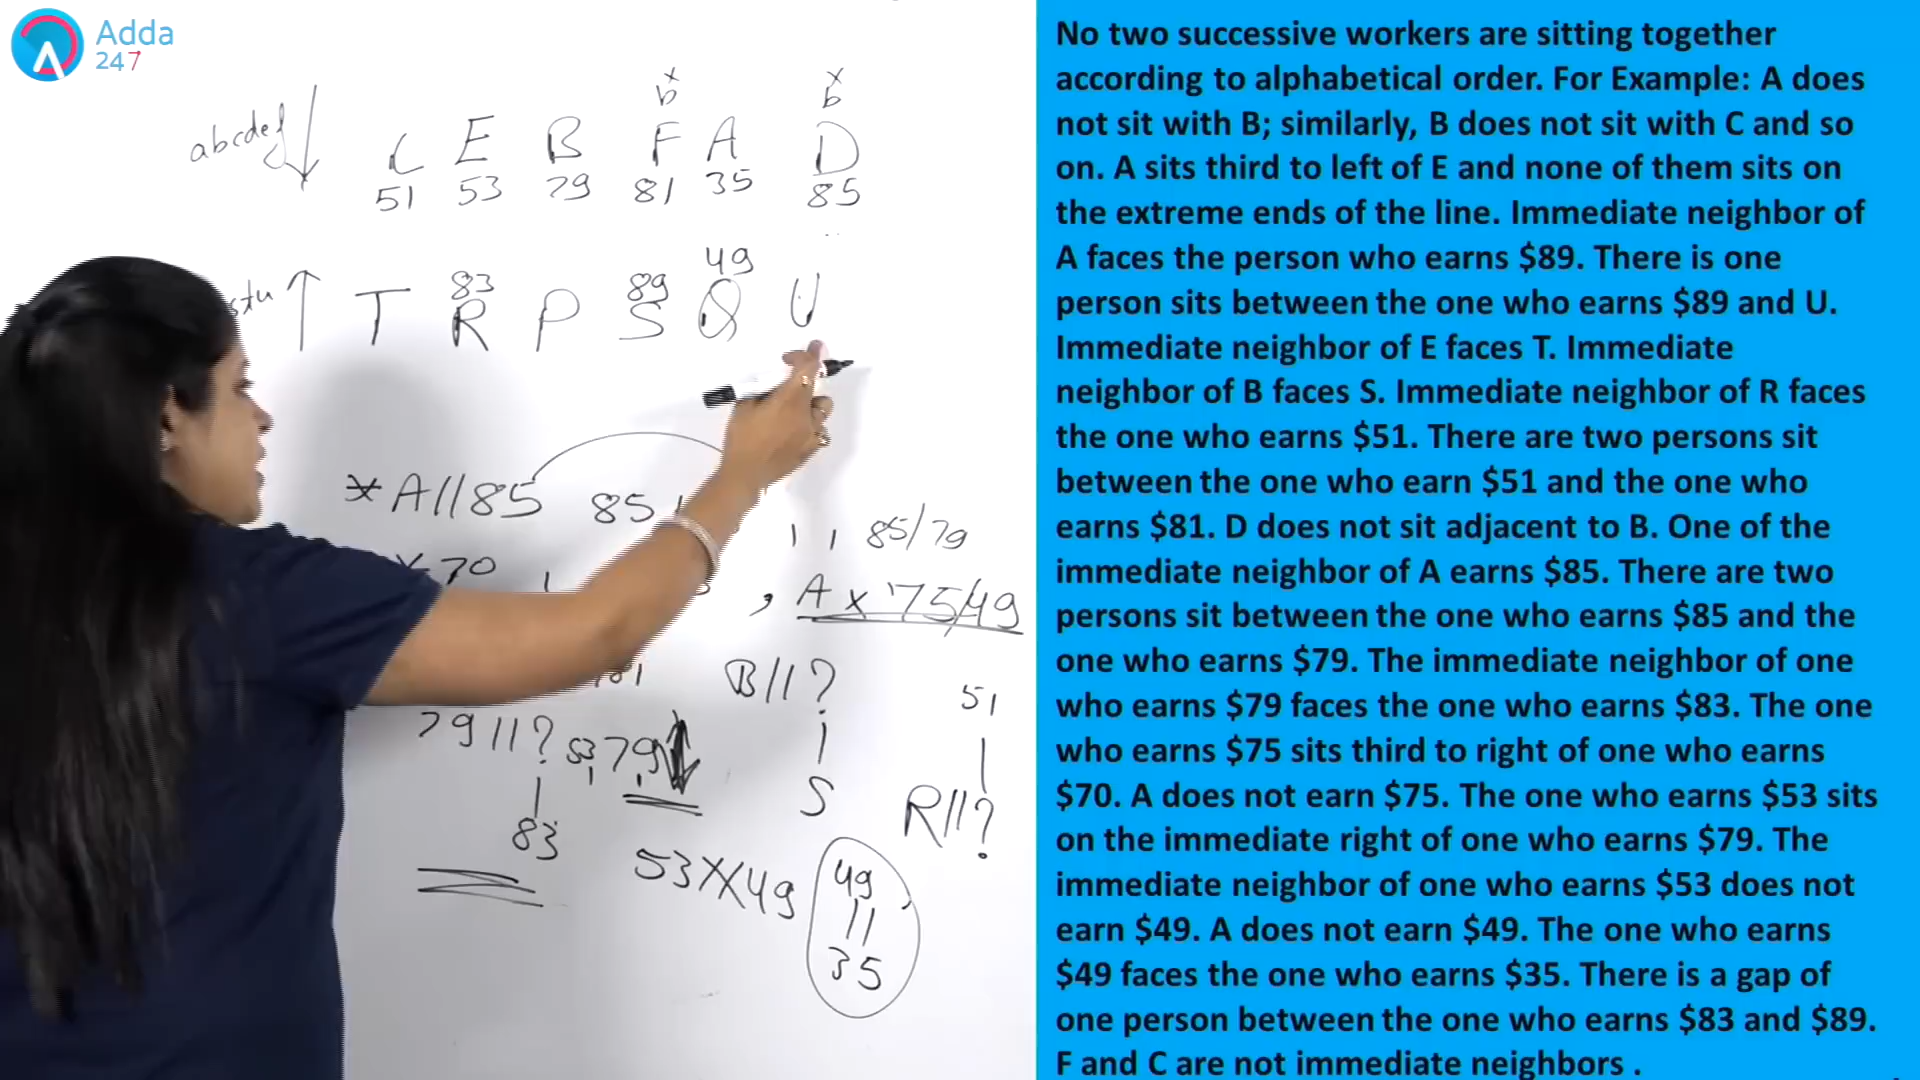 Adda
247
No two successive workers are sitting together
according to alphabetical order. For Example: A does
not sit with B; similarly, B does not sit with C and so
on. A sits third to left of E and none of them sits on
the extreme ends of the line. Immediate neighbor of
A faces the person who earns $89. There is one
person sits between the one who earns $89 and U.
Immediate neighbor of E faces T. Immediate
neighbor of B faces S. Immediate neighbor of R faces
the one who earns $51. There are two persons sit
between the one who earn $51 and the one who
earns $81. D does not sit adjacent to B. One of the
immediate neighbor of A earns $85. There are two
persons sit between the one who earns $85 and the
one who earns $79. The immediate neighbor of one
who earns $79 faces the one who earns $83. The one
who earns $75 sits third to right of one who earns
$70. A does not earn $75. The one who earns $53 sits
on the immediate right of one who earns $79. The
immediate neighbor of one who earns $53 does not
earn $49. A does not earn $49. The one who earns
$49 faces the one who earns $35. There is a gap of
one person between the one who earns $83 and $89.
F and C are not immediate neighbors .
x x
b b
abcdef
C E B F A D
51 53 79 81 35 85
83 89 49
stu T R P S Q U
* A//85 85
85/79
70
, A x 75/49
B//?
51
79//? 53 79
S
R//?
83
53XX49
49
//
35